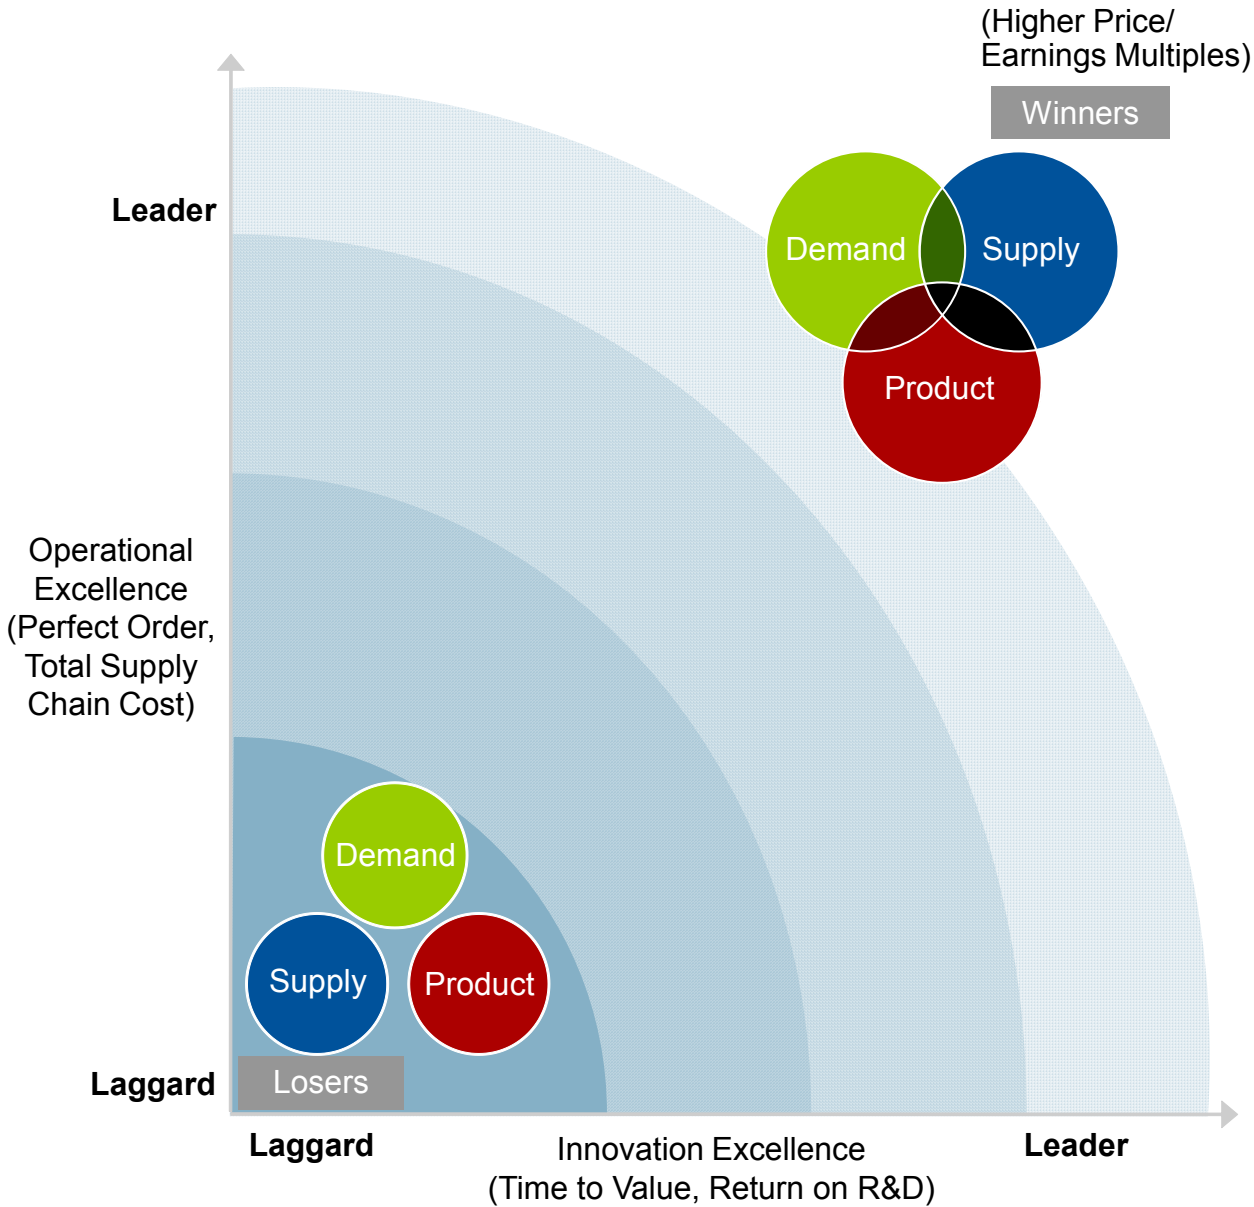 (Higher Price/
Earnings Multiples)
Winners
Leader
Demand
Supply
Product
Operational
Excellence
(Perfect Order,
Total Supply
Chain Cost)
Demand
Supply
Product
Laggard
Losers
Laggard
Innovation Excellence
(Time to Value, Return on R&D)
Leader